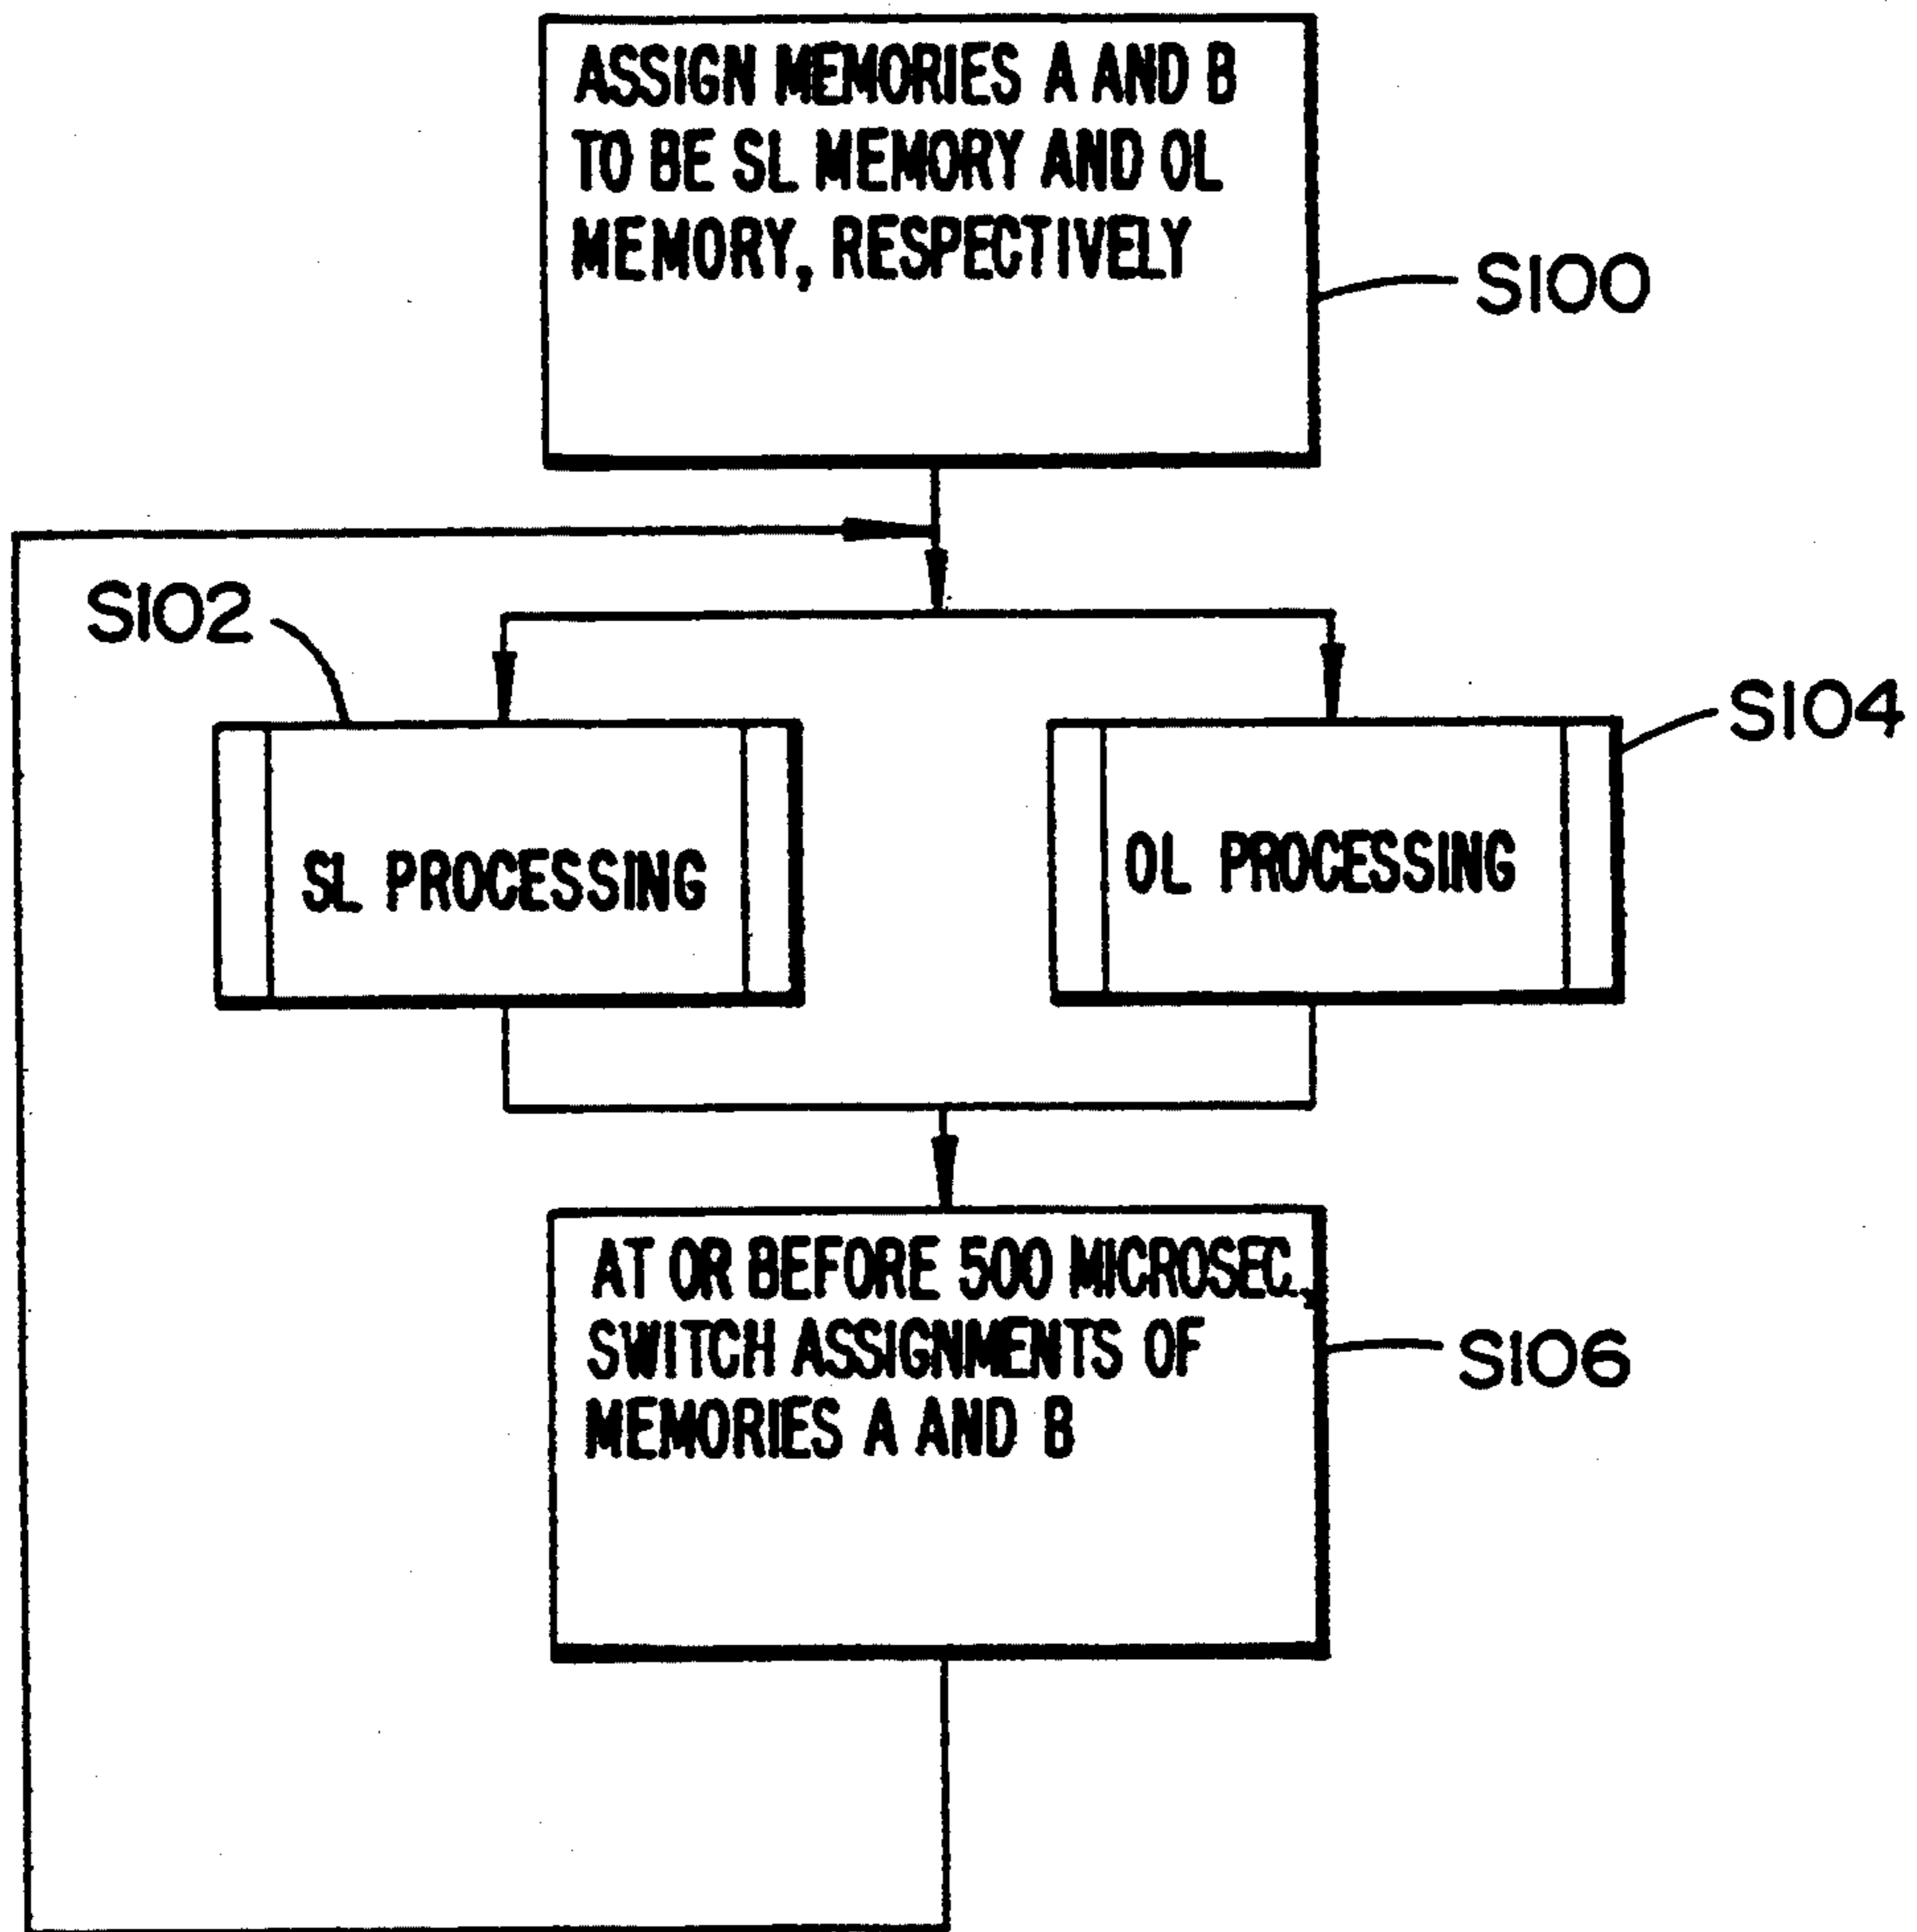 ASSIGN MEMORIES A AND B
TO BE SL MEMORY AND OL
MEMORY, RESPECTIVELY
S100
S102
S104
SL PROCESSING
OL PROCESSING
AT OR BEFORE 500 MICROSEC.,
SWITCH ASSIGNMENTS OF
MEMORIES A AND B
S106